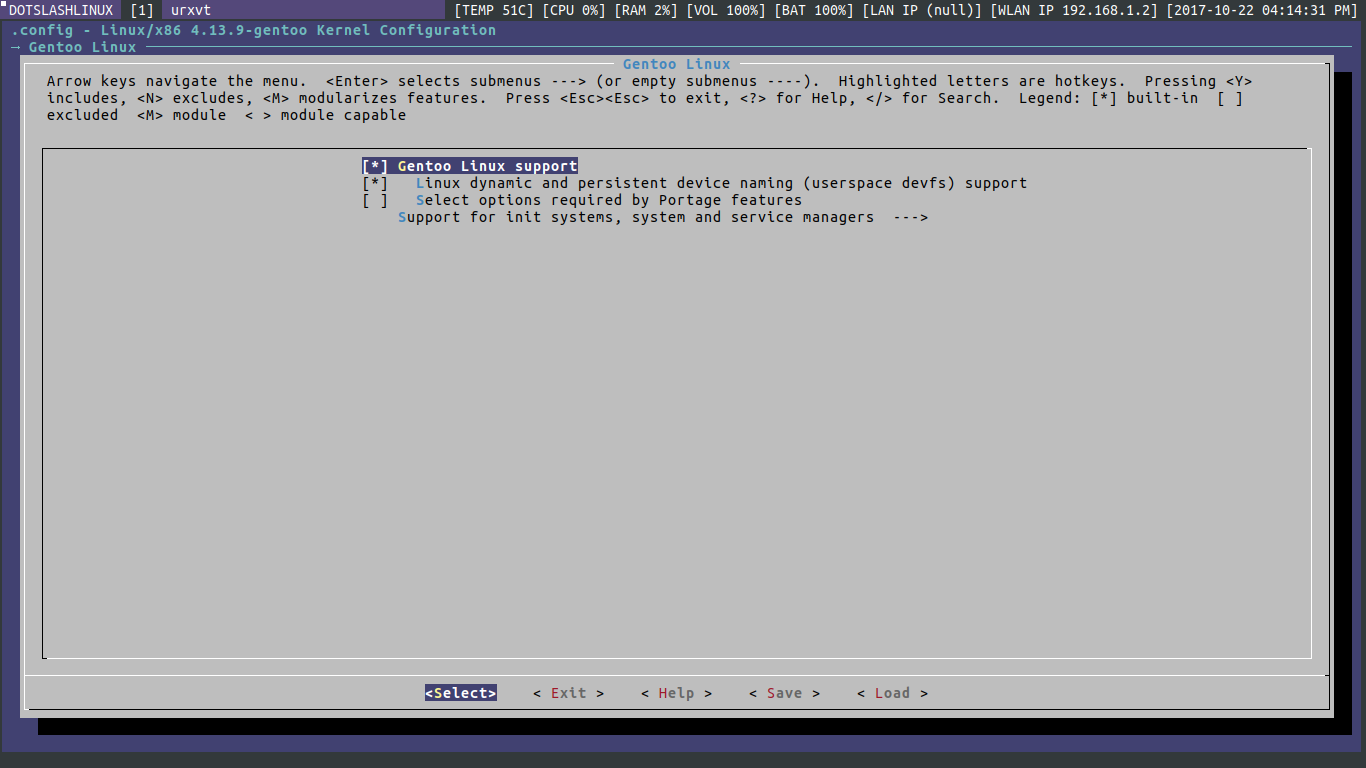 DOTSLASHLINUX [1] urxvt [TEMP 51C] [CPU 0%] [RAM 2%] [VOL 100%] [BAT 100%] [LAN IP (null)] [WLAN IP 192.168.1.2] [2017-10-22 04:14:31 PM]
.config - Linux/x86 4.13.9-gentoo Kernel Configuration
→ Gentoo Linux
Gentoo Linux
Arrow keys navigate the menu.  <Enter> selects submenus ---> (or empty submenus ----).  Highlighted letters are hotkeys.  Pressing <Y>
includes, <N> excludes, <M> modularizes features.  Press <Esc><Esc> to exit, <?> for Help, </> for Search.  Legend: [*] built-in  [ ]
excluded  <M> module  < > module capable
[*] Gentoo Linux support
[*]   Linux dynamic and persistent device naming (userspace devfs) support
[ ]   Select options required by Portage features
Support for init systems, system and service managers  --->
<Select>    < Exit >    < Help >    < Save >    < Load >